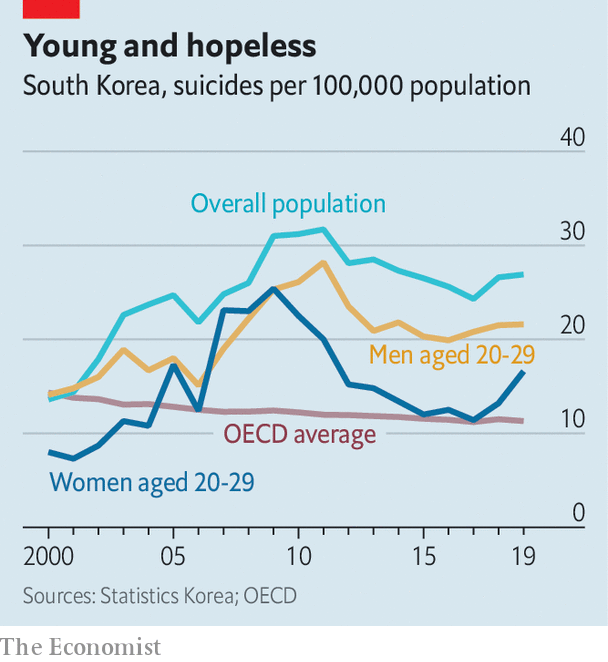 Young and hopeless
South Korea, suicides per 100,000 population
40
Overall population
30
20
Men aged 20-29
10
OECD average
Women aged 20-29
0
2000 05 10 15 19
Sources: Statistics Korea; OECD
The Economist